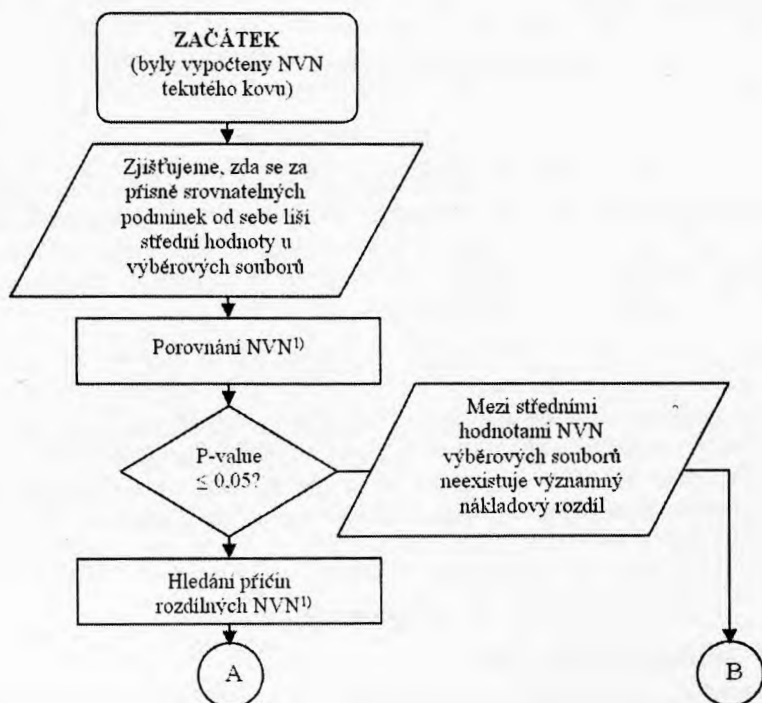 ZAČÁTEK
(byly vypočteny NVN
tekutého kovu)
Zjišťujeme, zda se za
přísně srovnatelných
podmínek od sebe liší
střední hodnoty u
výběrových souborů
Porovnání NVN¹⁾
P-value
≤ 0,05?
Mezi středními
hodnotami NVN
výběrových souborů
neexistuje významný
nákladový rozdíl
Hledání příčin
rozdílných NVN¹⁾
A
B